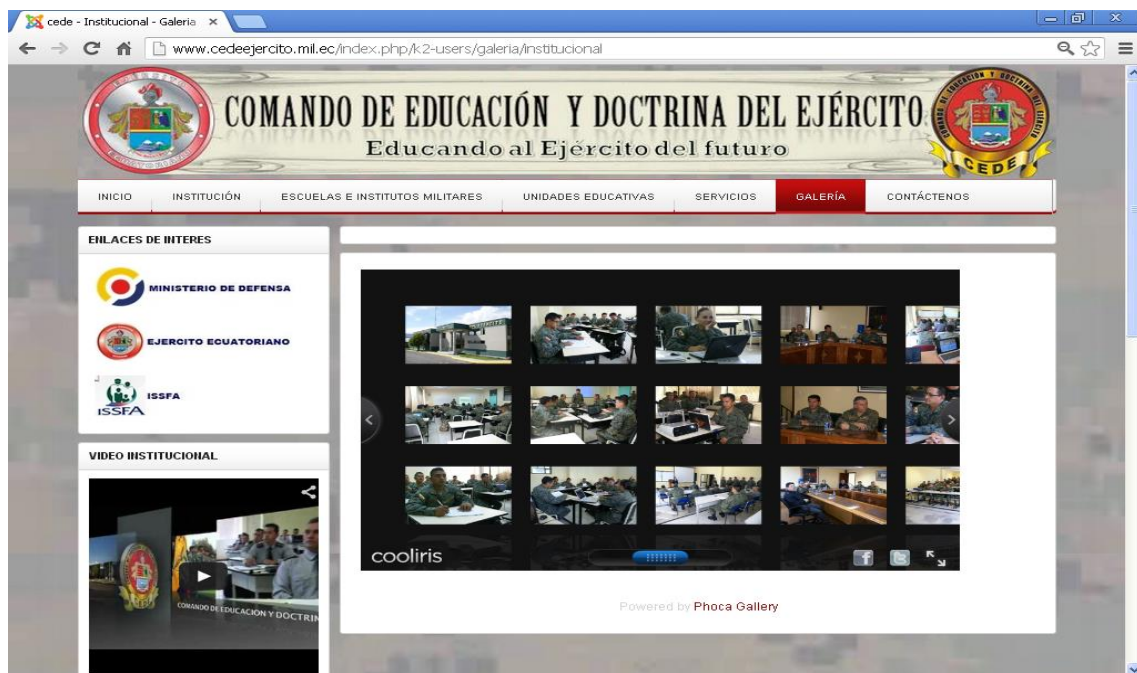 cede - Institucional - Galeria
www.cedeejercito.mil.ec/index.php/k2-users/galeria/institucional
COMANDO DE EDUCACIÓN Y DOCTRINA DEL EJÉRCITO
Educando al Ejército del futuro
CEDE
INICIO INSTITUCIÓN ESCUELAS E INSTITUTOS MILITARES UNIDADES EDUCATIVAS SERVICIOS GALERÍA CONTÁCTENOS
ENLACES DE INTERES
MINISTERIO DE DEFENSA
EJERCITO ECUATORIANO
ISSFA
ISSFA
VIDEO INSTITUCIONAL
COMANDO DE EDUCACIÓN Y DOCTRIN
cooliris
Powered by Phoca Gallery